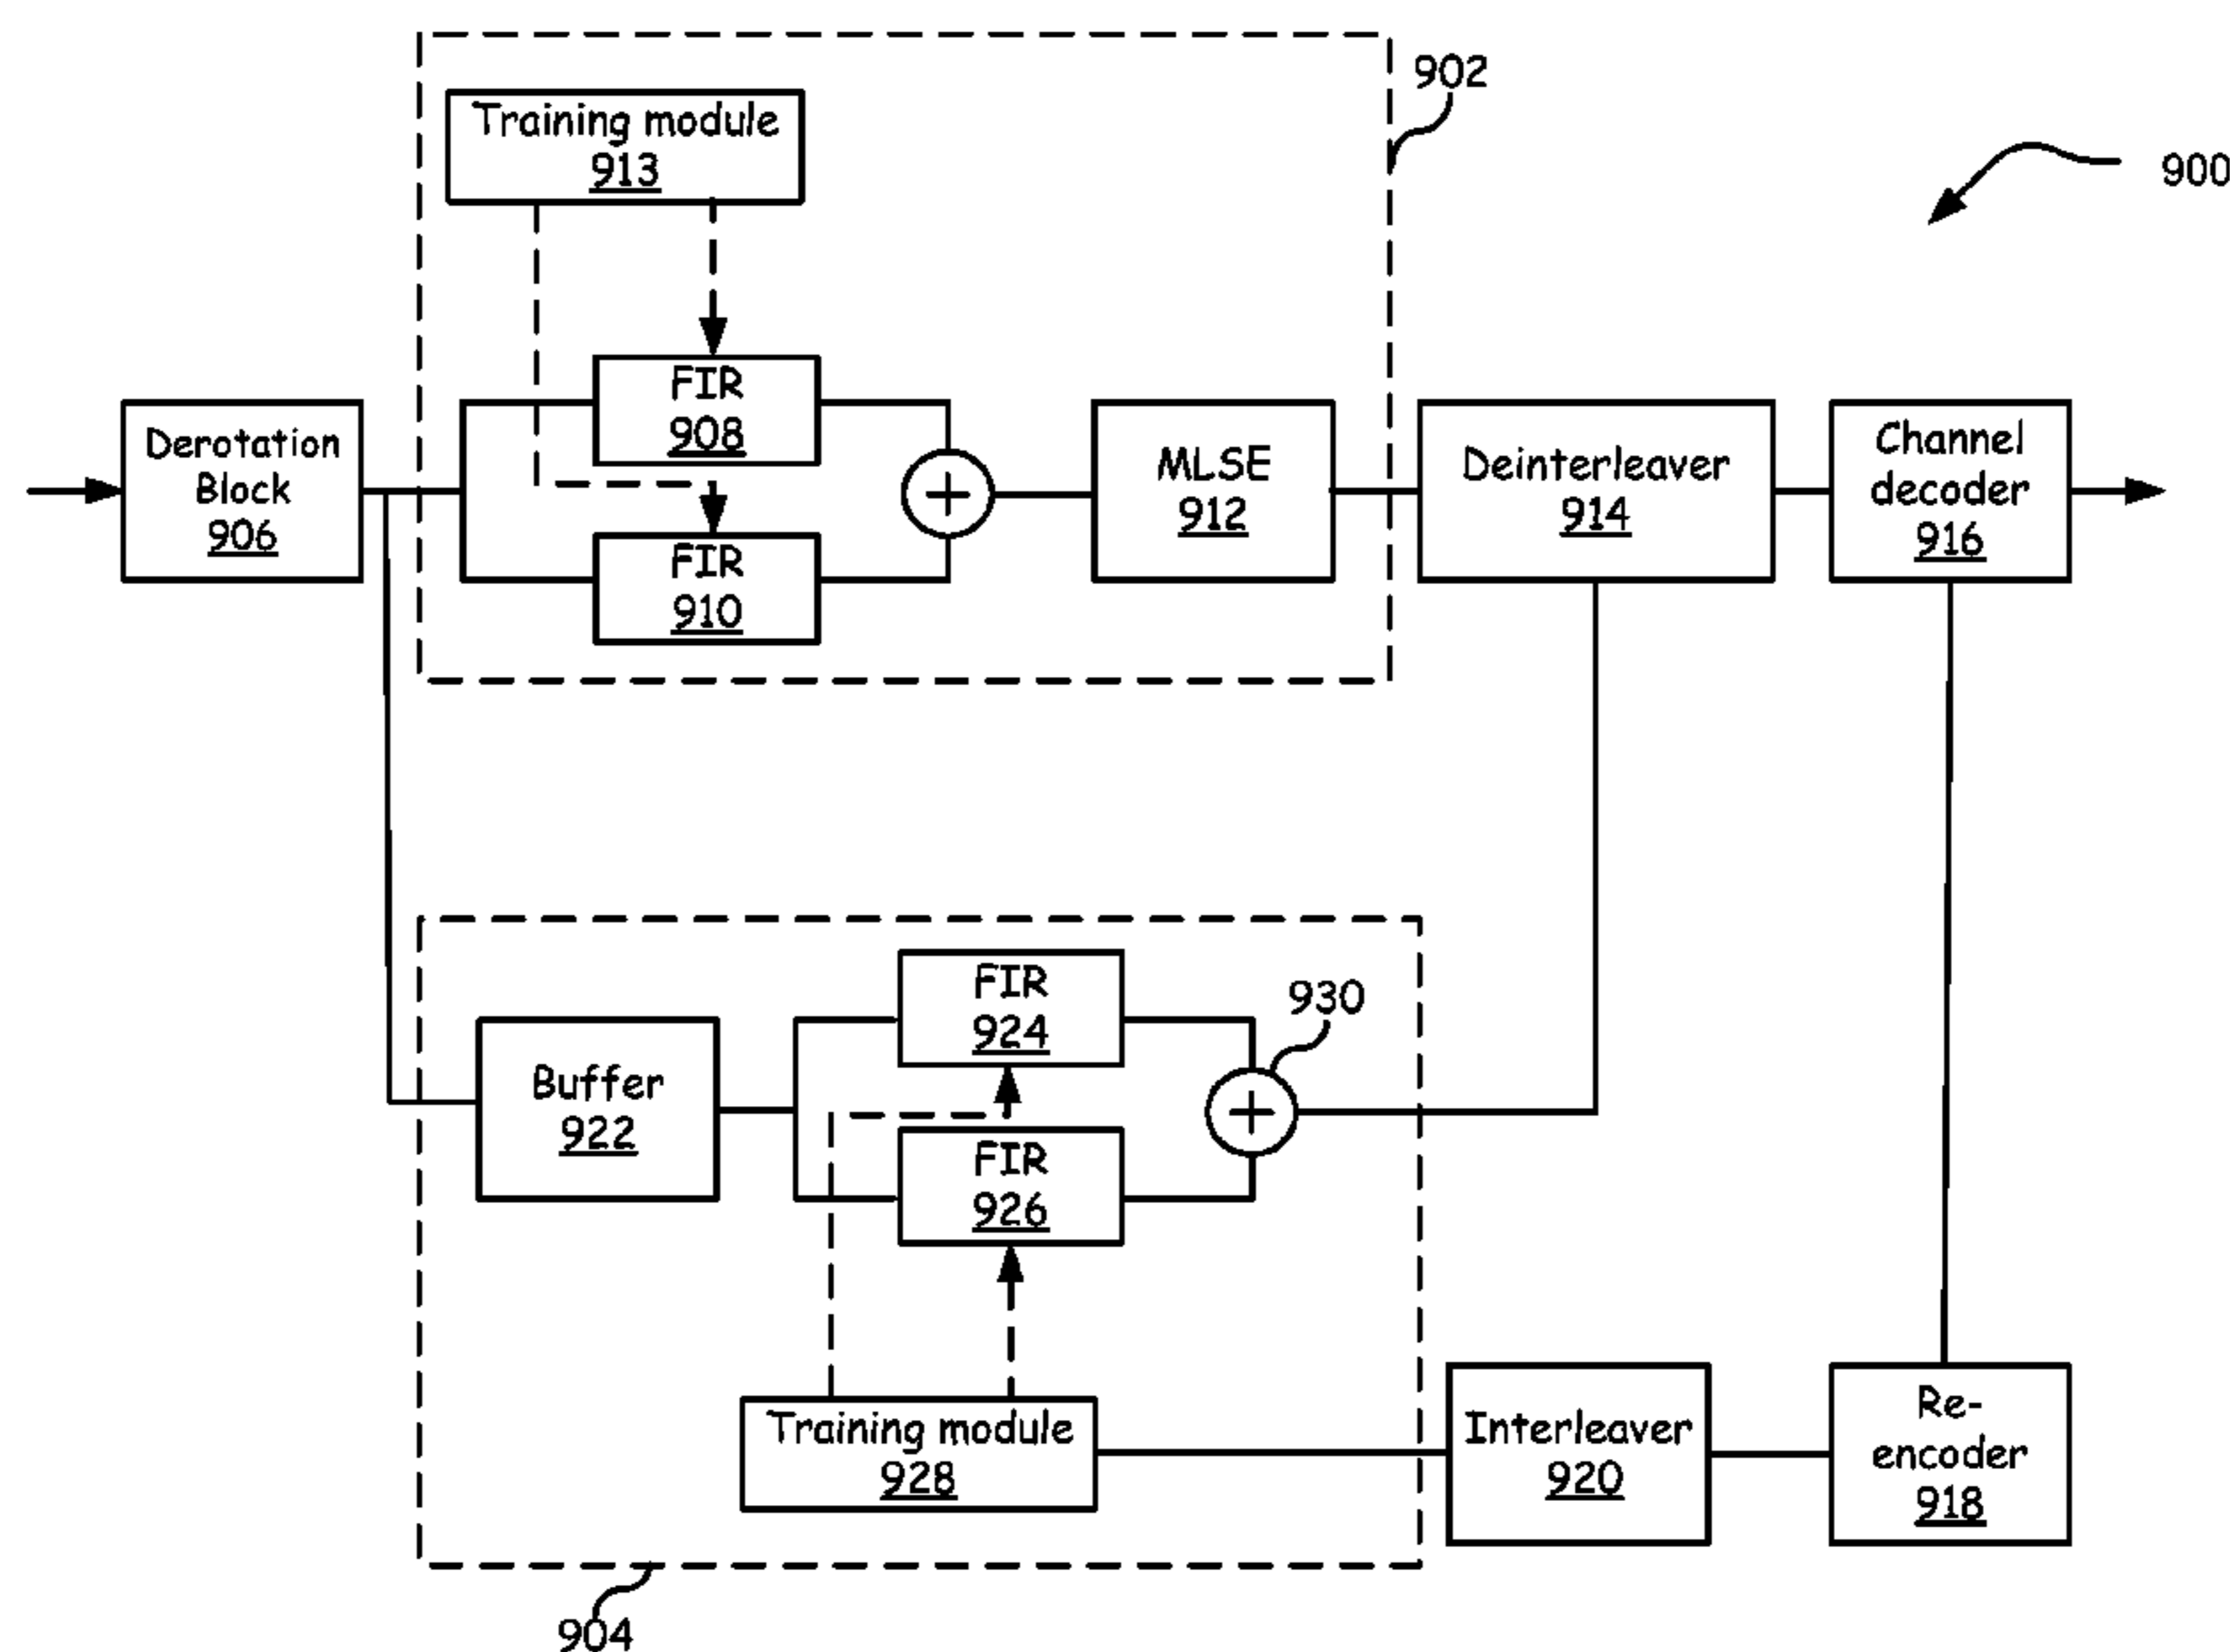 902
Training module
913
900
FIR
908
Derotation
Block
906
MLSE
912
Deinterleaver
914
Channel
decoder
916
FIR
910
FIR
924
930
Buffer
922
FIR
926
Training module
928
Interleaver
920
Re-
encoder
918
904